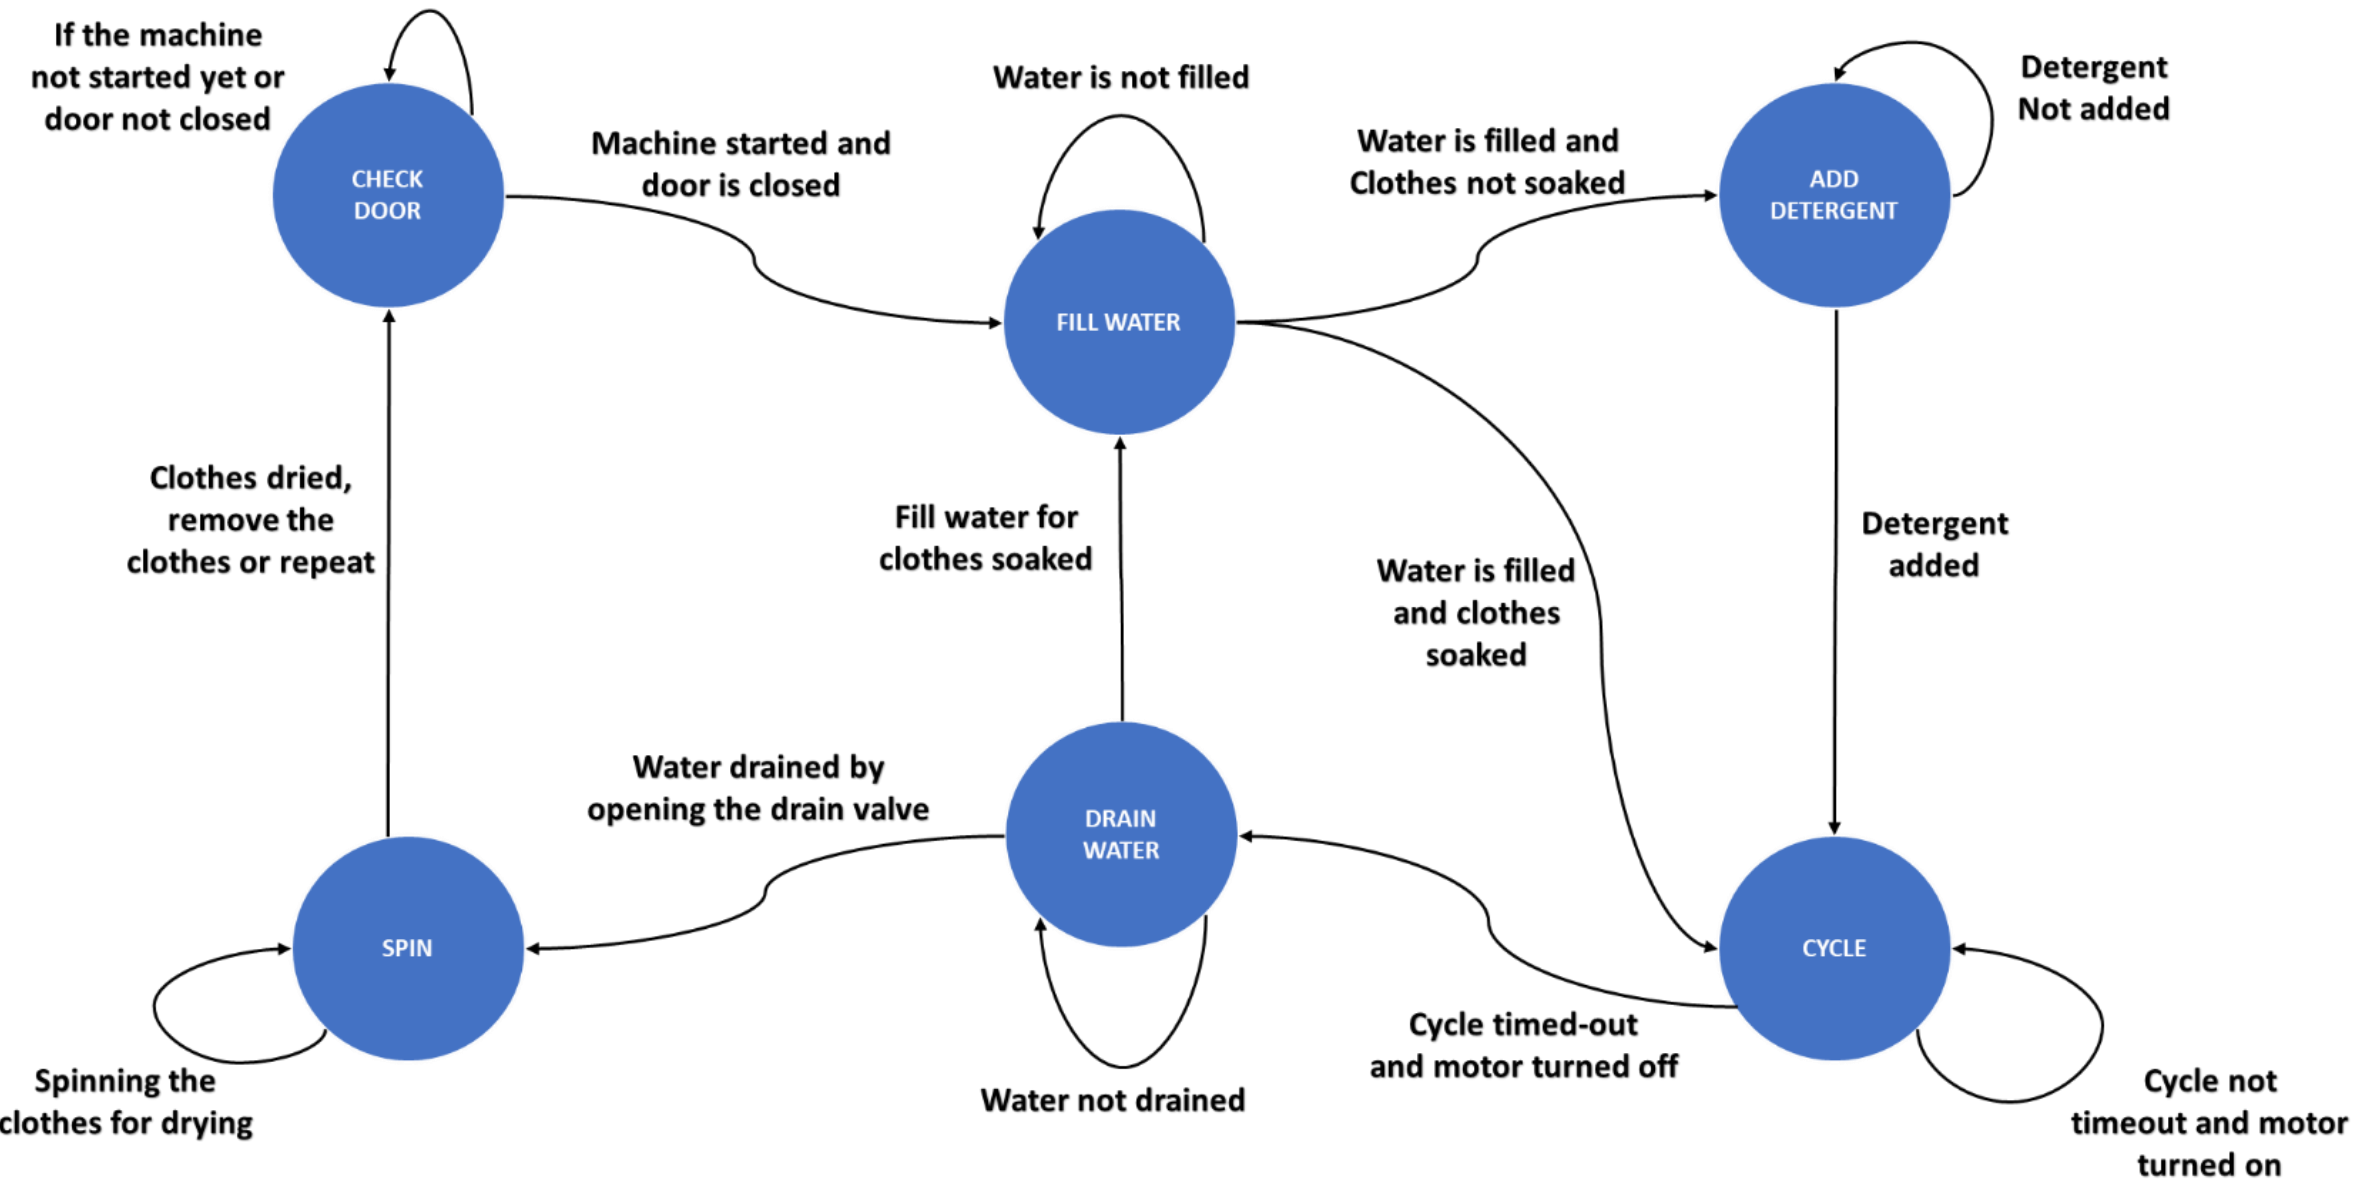 If the machine
not started yet or
door not closed
CHECK
DOOR
Machine started and
door is closed
Water is not filled
FILL WATER
Water is filled and
Clothes not soaked
ADD
DETERGENT
Detergent
Not added
Clothes dried,
remove the
clothes or repeat
Fill water for
clothes soaked
Water is filled
and clothes
soaked
Detergent
added
Water drained by
opening the drain valve
DRAIN
WATER
SPIN
CYCLE
Spinning the
clothes for drying
Water not drained
Cycle timed-out
and motor turned off
Cycle not
timeout and motor
turned on